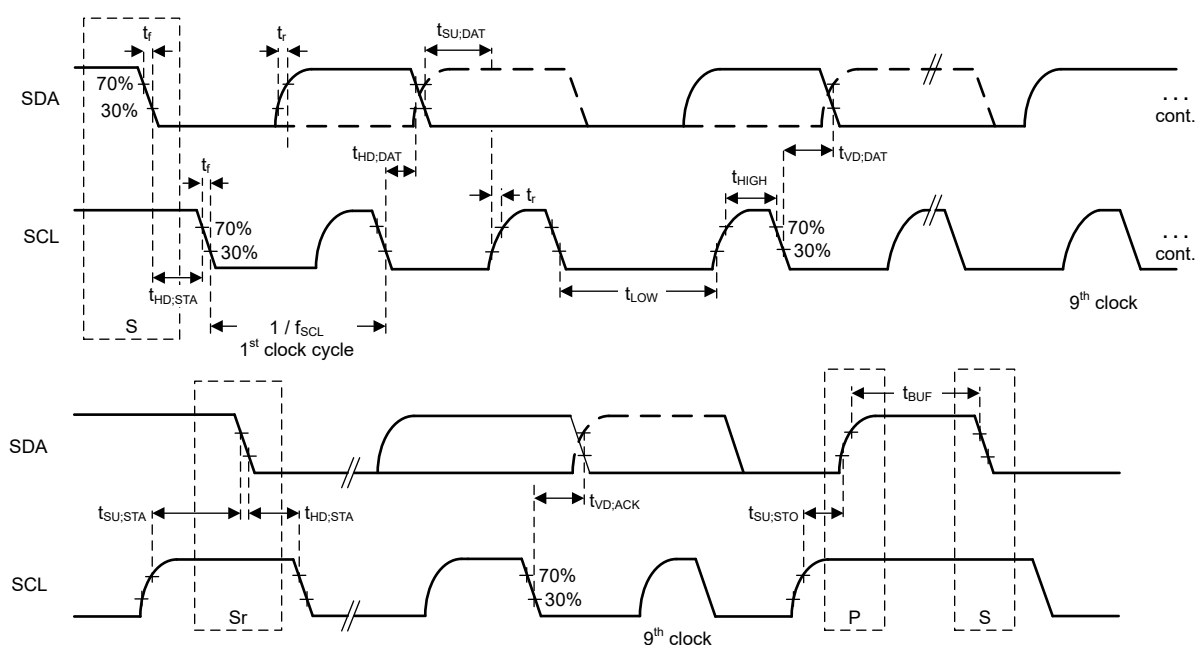 tf
tr
tSU;DAT
SDA
70%
30%
. . .
cont.
tHD;DAT
tVD;DAT
tf
tr
tHIGH
SCL
70%
30%
70%
30%
. . .
cont.
tHD;STA
tLOW
S
1 / fSCL
1st clock cycle
9th clock
tBUF
SDA
tSU;STA
tHD;STA
tVD;ACK
tSU;STO
SCL
70%
30%
Sr
P
S
9th clock